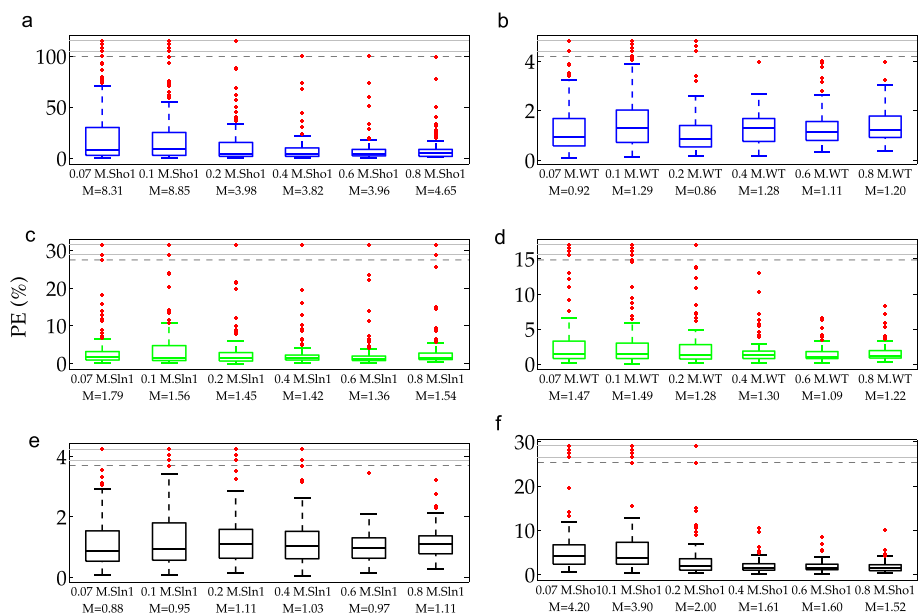 a
100
50
0
0.07 M.Sho1 0.1 M.Sho1 0.2 M.Sho1 0.4 M.Sho1 0.6 M.Sho1 0.8 M.Sho1
M=8.31 M=8.85 M=3.98 M=3.82 M=3.96 M=4.65
b
4
2
0
0.07 M.WT 0.1 M.WT 0.2 M.WT 0.4 M.WT 0.6 M.WT 0.8 M.WT
M=0.92 M=1.29 M=0.86 M=1.28 M=1.11 M=1.20
PE (%)
c
30
20
10
0
0.07 M.Sln1 0.1 M.Sln1 0.2 M.Sln1 0.4 M.Sln1 0.6 M.Sln1 0.8 M.Sln1
M=1.79 M=1.56 M=1.45 M=1.42 M=1.36 M=1.54
d
15
10
5
0
0.07 M.WT 0.1 M.WT 0.2 M.WT 0.4 M.WT 0.6 M.WT 0.8 M.WT
M=1.47 M=1.49 M=1.28 M=1.30 M=1.09 M=1.22
e
4
2
0
0.07 M.Sln1 0.1 M.Sln1 0.2 M.Sln1 0.4 M.Sln1 0.6 M.Sln1 0.8 M.Sln1
M=0.88 M=0.95 M=1.11 M=1.03 M=0.97 M=1.11
f
30
20
10
0
0.07 M.Sho1 0.1 M.Sho1 0.2 M.Sho1 0.4 M.Sho1 0.6 M.Sho1 0.8 M.Sho1
M=4.20 M=3.90 M=2.00 M=1.61 M=1.60 M=1.52